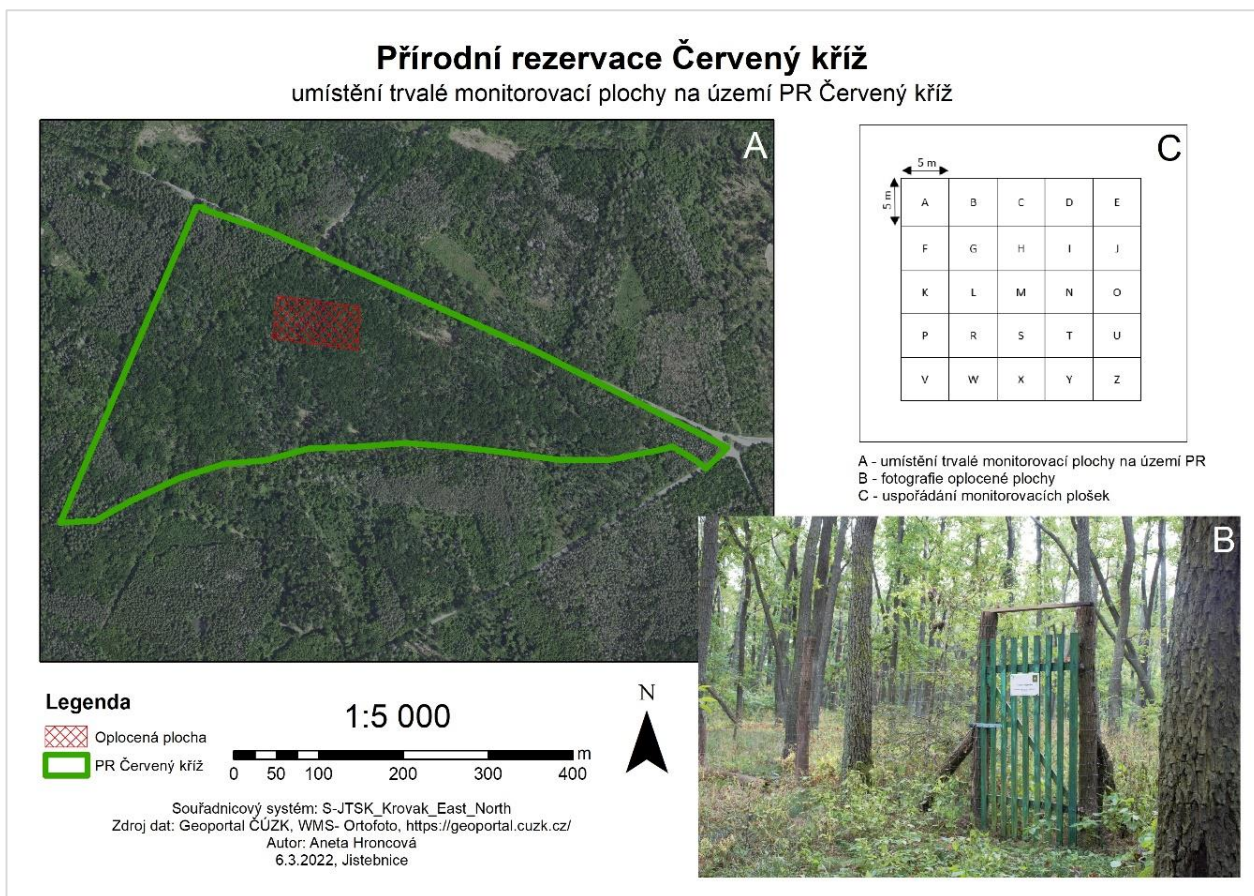 Přírodní rezervace Červený kříž
umístění trvalé monitorovací plochy na území PR Červený kříž
A
C
5 m
5 m
A B C D E
F G H I J
K L M N O
P R S T U
V W X Y Z
A - umístění trvalé monitorovací plochy na území PR
B - fotografie oplocené plochy
C - uspořádání monitorovacích plošek
B
Legenda
Oplocená plocha
PR Červený kříž
1:5 000
m
0 50 100 200 300 400
N
Souřadnicový systém: S-JTSK_Krovak_East_North
Zdroj dat: Geoportal ČÚZK, WMS- Ortofoto, https://geoportal.cuzk.cz/
Autor: Aneta Hroncová
6.3.2022, Jistebnice